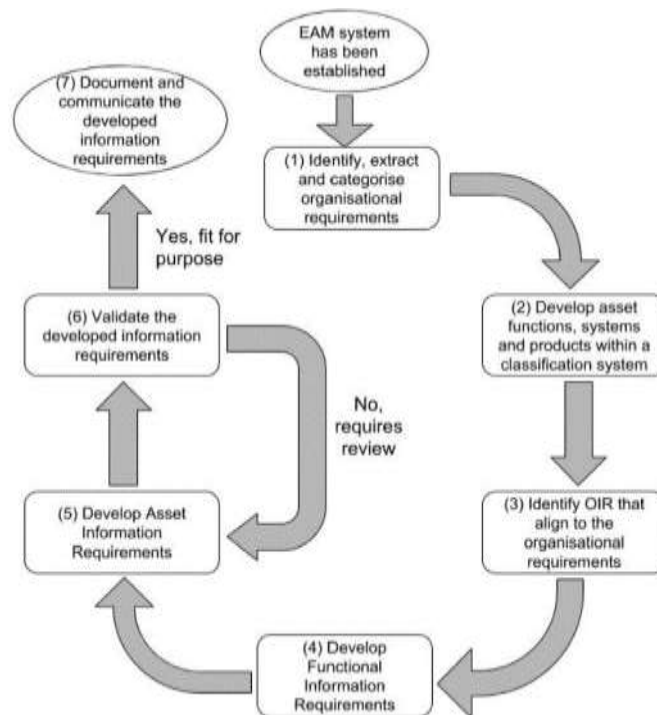 EAM system
has been
established
(1) Identify, extract
and categorise
organisational
requirements
(2) Develop asset
functions, systems
and products within a
classification system
(3) Identify OIR that
align to the
organisational
requirements
(4) Develop
Functional
Information
Requirements
(5) Develop Asset
Information
Requirements
(6) Validate the
developed information
requirements
No,
requires
review
Yes, fit for
purpose
(7) Document and
communicate the
developed
information
requirements